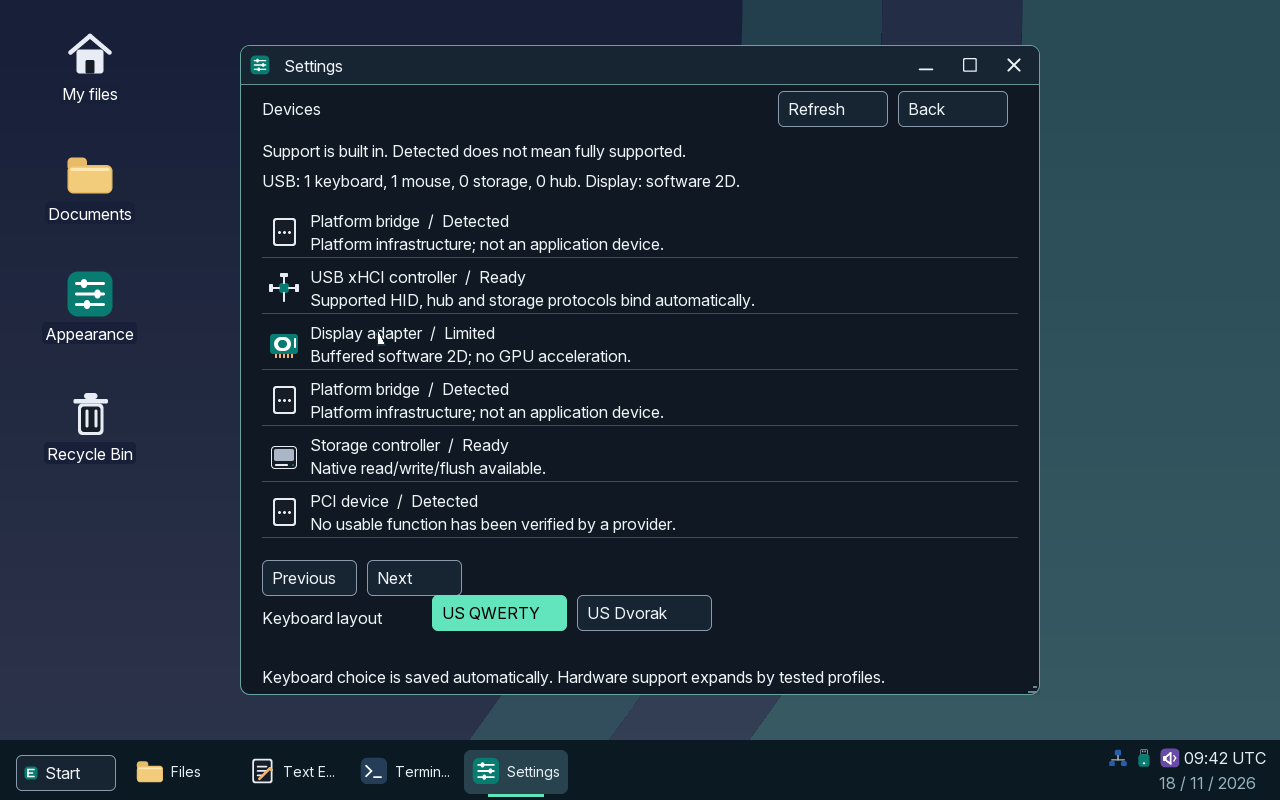 My files
Documents
Appearance
Recycle Bin
Settings
Devices
Refresh
Back
Support is built in. Detected does not mean fully supported.
USB: 1 keyboard, 1 mouse, 0 storage, 0 hub. Display: software 2D.
Platform bridge / Detected
Platform infrastructure; not an application device.
USB xHCI controller / Ready
Supported HID, hub and storage protocols bind automatically.
Display adapter / Limited
Buffered software 2D; no GPU acceleration.
Platform bridge / Detected
Platform infrastructure; not an application device.
Storage controller / Ready
Native read/write/flush available.
PCI device / Detected
No usable function has been verified by a provider.
Previous
Next
Keyboard layout
US QWERTY
US Dvorak
Keyboard choice is saved automatically. Hardware support expands by tested profiles.
Start
Files
Text E...
Termin...
Settings
09:42 UTC
18 / 11 / 2026